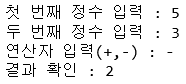 첫 번째 정수 입력 : 5
두 번째 정수 입력 : 3
연산자 입력(+,-) : -
결과 확인 : 2